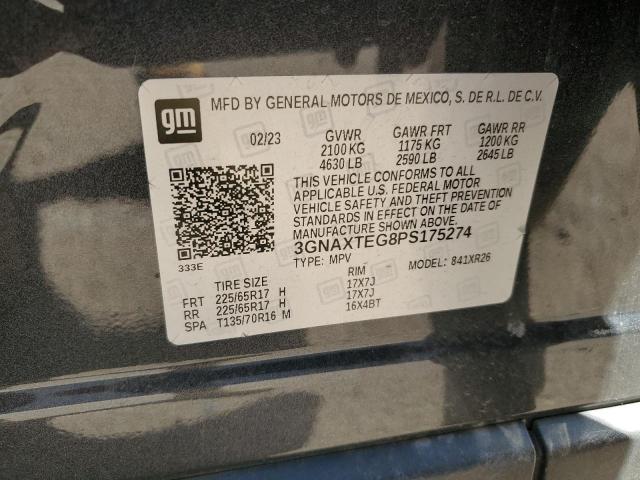 gm
MFD BY GENERAL MOTORS DE MEXICO, S. DE R.L. DE C.V.
02/23 GVWR GAWR FRT GAWR RR
2100 KG 1175 KG 1200 KG
4630 LB 2590 LB 2645 LB
THIS VEHICLE CONFORMS TO ALL
APPLICABLE U.S. FEDERAL MOTOR
VEHICLE SAFETY AND THEFT PREVENTION
STANDARDS IN EFFECT ON THE DATE OF
MANUFACTURE SHOWN ABOVE.
3GNAXTEG8PS175274
333E
TYPE: MPV MODEL: 841XR26
TIRE SIZE RIM
FRT 225/65R17 H 17X7J
RR 225/65R17 H 17X7J
SPA T135/70R16 M 16X4BT